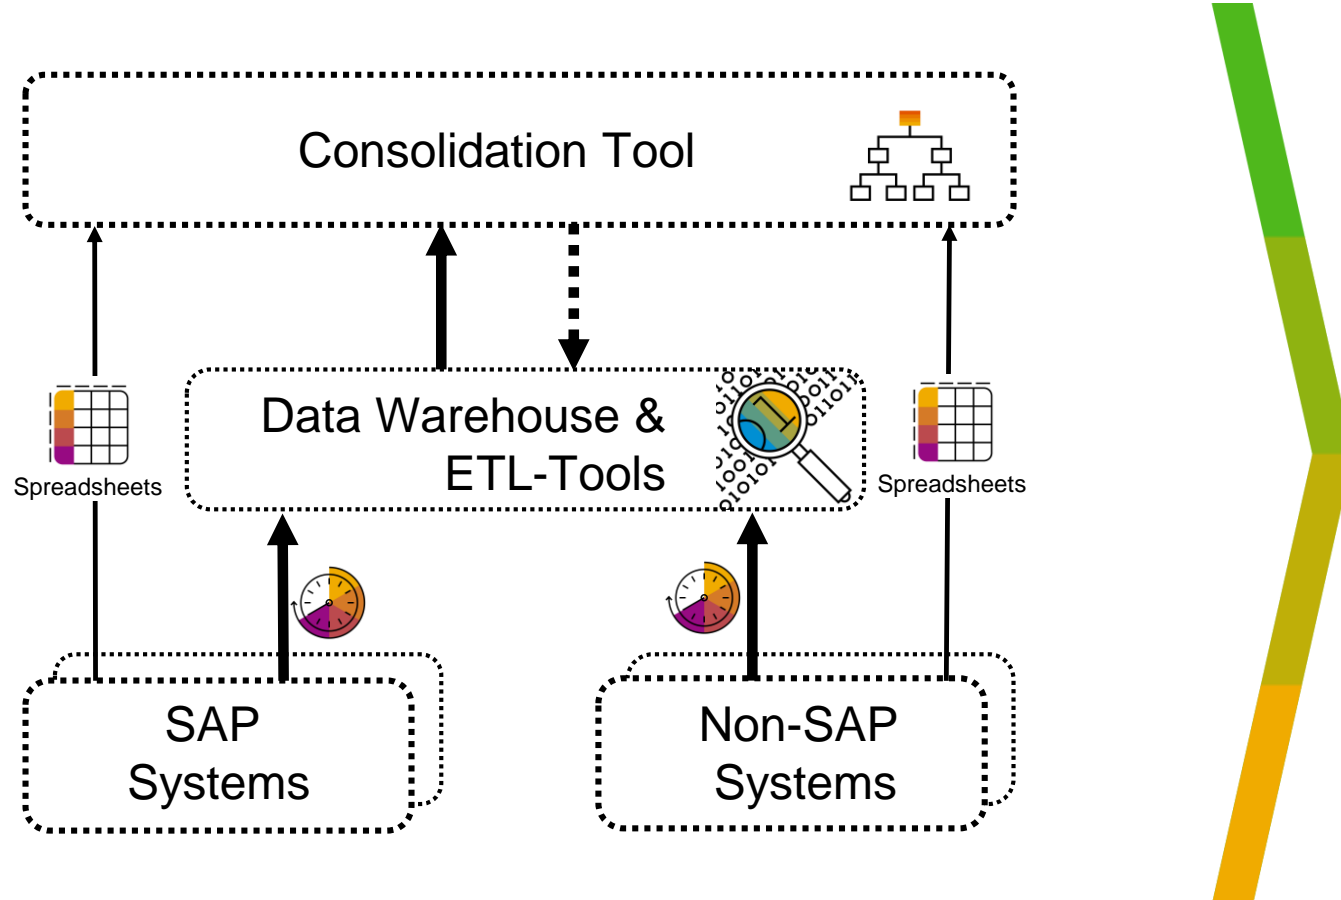 Consolidation Tool
Data Warehouse &
ETL-Tools
Spreadsheets
Spreadsheets
SAP
Systems
Non-SAP
Systems